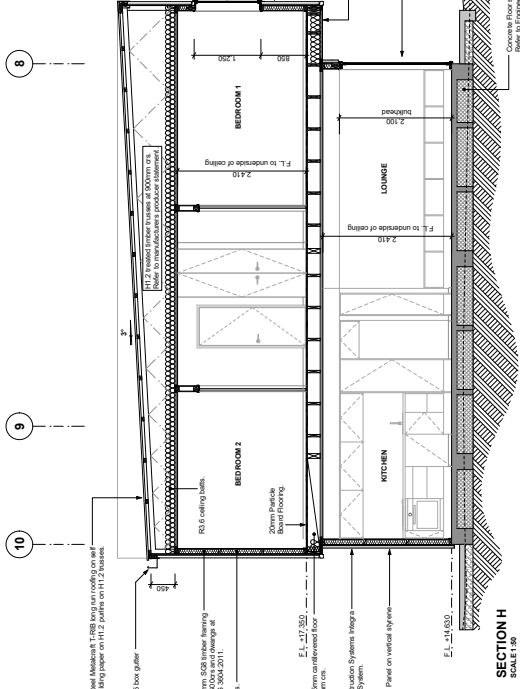 8
9
10
teel Metalcraft T-RIB long run roofing on self
lding paper on H1.2 purlins on H1.2 trusses.
H1.2 treated timber trusses at 900mm crs.
Refer to manufacturers producer statement
3°
450
5 box gutter
R3.6 ceiling batts.
BEDROOM 2
BEDROOM 1
2,410
F.L. to underside of ceiling
1,250
850
mm SG8 timber framing
600crs and dwangs at
S 3604:2011.
s.
20mm Particle
Board Flooring.
F.L. +17.350
5mm cantilevered floor
mm crs.
ruction Systems Integra
System.
Panel on vertical styrene
KITCHEN
LOUNGE
2,410
F.L. to underside of ceiling
2,100
bulkhead
F.L. +14.630
Concrete Floor s
Refer to Engine
SECTION H
SCALE 1:50